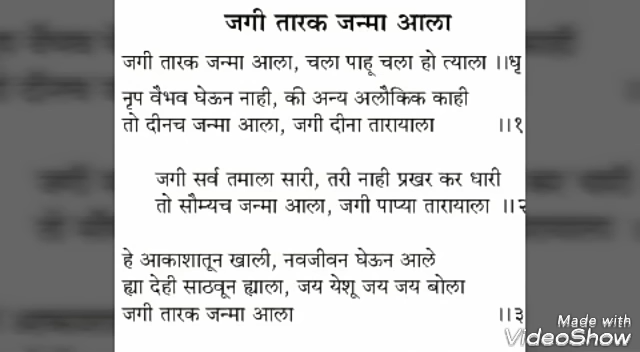 जगी तारक जन्मा आला
जगी तारक जन्मा आला, चला पाहू चला हो त्याला ।।धृ
नृप वैभव घेऊन नाही, की अन्य अलौकिक काही
तो दीनच जन्मा आला, जगी दीना तारायाला ।।१
जगी सर्व तमाला सारी, तरी नाही प्रखर कर धारी
तो सौम्यच जन्मा आला, जगी पाप्या तारायाला ।।२
हे आकाशातून खाली, नवजीवन घेऊन आले
ह्या देही साठवून ह्याला, जय येशू जय जय बोला
जगी तारक जन्मा आला ।।३
Made with
VideoShow